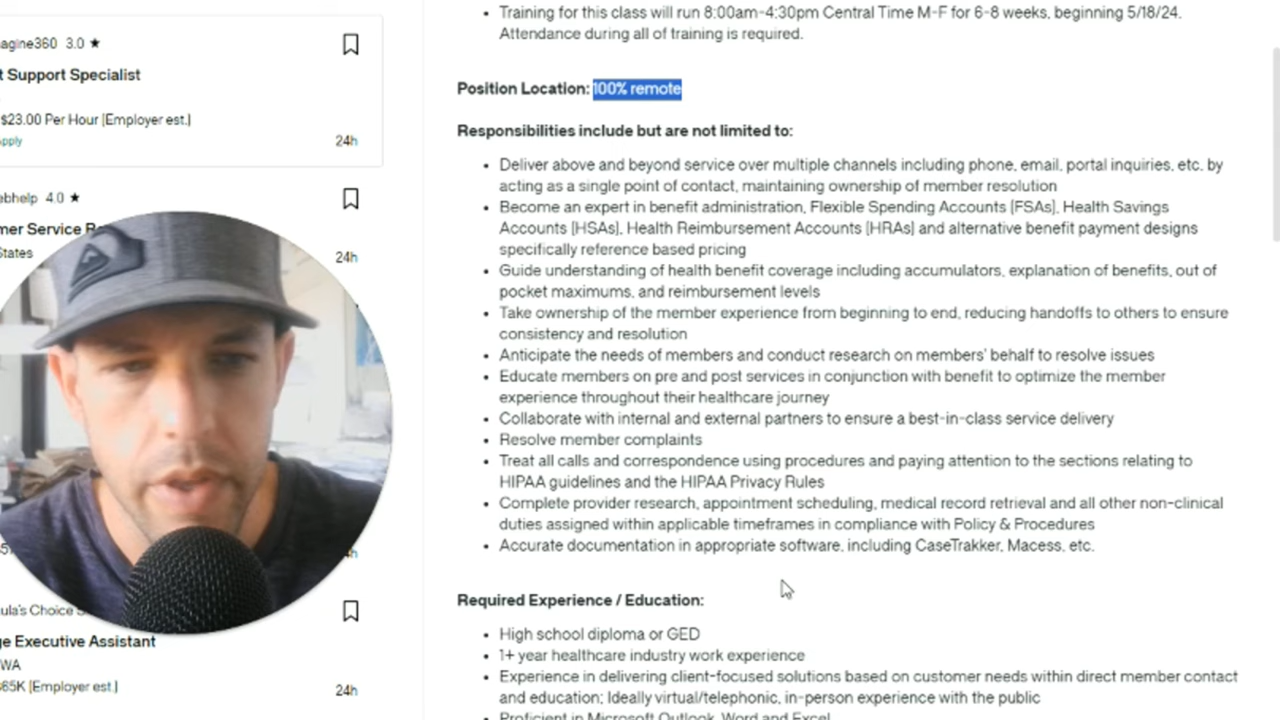 agine360 3.0 ★
t Support Specialist
$23.00 Per Hour (Employer est.)
pply
24h
ebhelp 4.0 ★
mer Service R
States
24h
ula's Choice
ge Executive Assistant
WA
65K (Employer est.)
24h
• Training for this class will run 8:00am-4:30pm Central Time M-F for 6-8 weeks, beginning 5/18/24.
Attendance during all of training is required.
Position Location: 100% remote
Responsibilities include but are not limited to:
• Deliver above and beyond service over multiple channels including phone, email, portal inquiries, etc. by
acting as a single point of contact, maintaining ownership of member resolution
• Become an expert in benefit administration, Flexible Spending Accounts (FSAs), Health Savings
Accounts (HSAs), Health Reimbursement Accounts (HRAs) and alternative benefit payment designs
specifically reference based pricing
• Guide understanding of health benefit coverage including accumulators, explanation of benefits, out of
pocket maximums, and reimbursement levels
• Take ownership of the member experience from beginning to end, reducing handoffs to others to ensure
consistency and resolution
• Anticipate the needs of members and conduct research on members' behalf to resolve issues
• Educate members on pre and post services in conjunction with benefit to optimize the member
experience throughout their healthcare journey
• Collaborate with internal and external partners to ensure a best-in-class service delivery
• Resolve member complaints
• Treat all calls and correspondence using procedures and paying attention to the sections relating to
HIPAA guidelines and the HIPAA Privacy Rules
• Complete provider research, appointment scheduling, medical record retrieval and all other non-clinical
duties assigned within applicable timeframes in compliance with Policy & Procedures
• Accurate documentation in appropriate software, including CaseTrakker, Macess, etc.
Required Experience / Education:
• High school diploma or GED
• 1+ year healthcare industry work experience
• Experience in delivering client-focused solutions based on customer needs within direct member contact
and education; Ideally virtual/telephonic, in-person experience with the public
• Proficient in Microsoft Outlook, Word and Excel